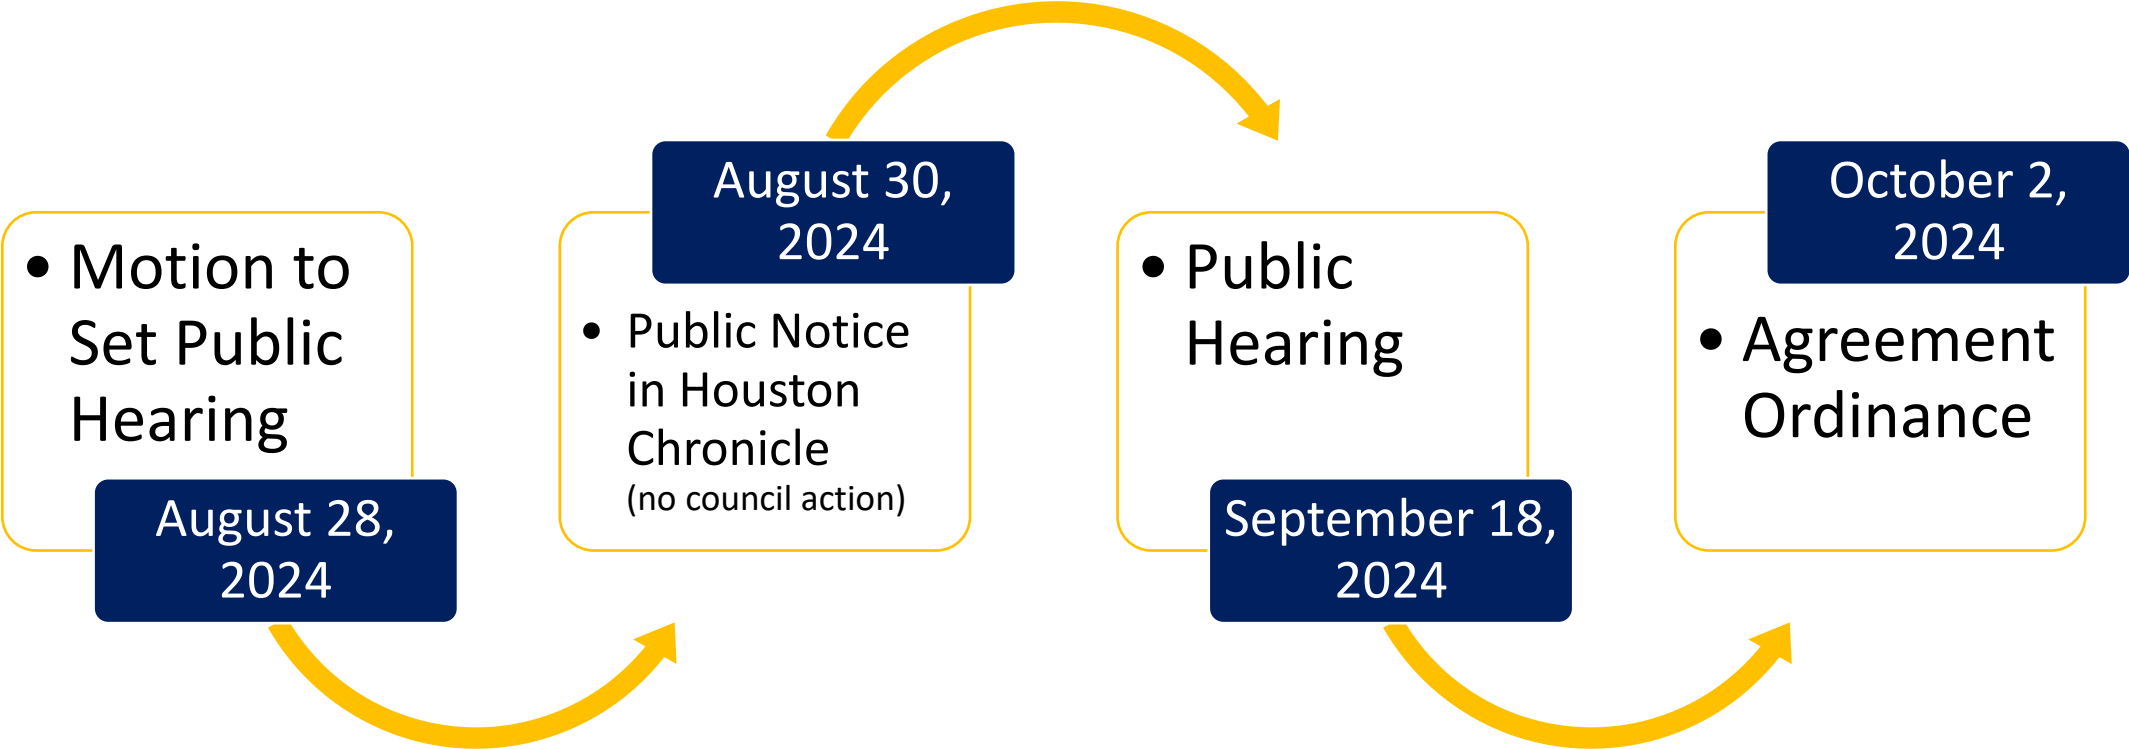 • Motion to
Set Public
Hearing
August 28,
2024
August 30,
2024
• Public Notice
in Houston
Chronicle
(no council action)
• Public
Hearing
September 18,
2024
October 2,
2024
• Agreement
Ordinance